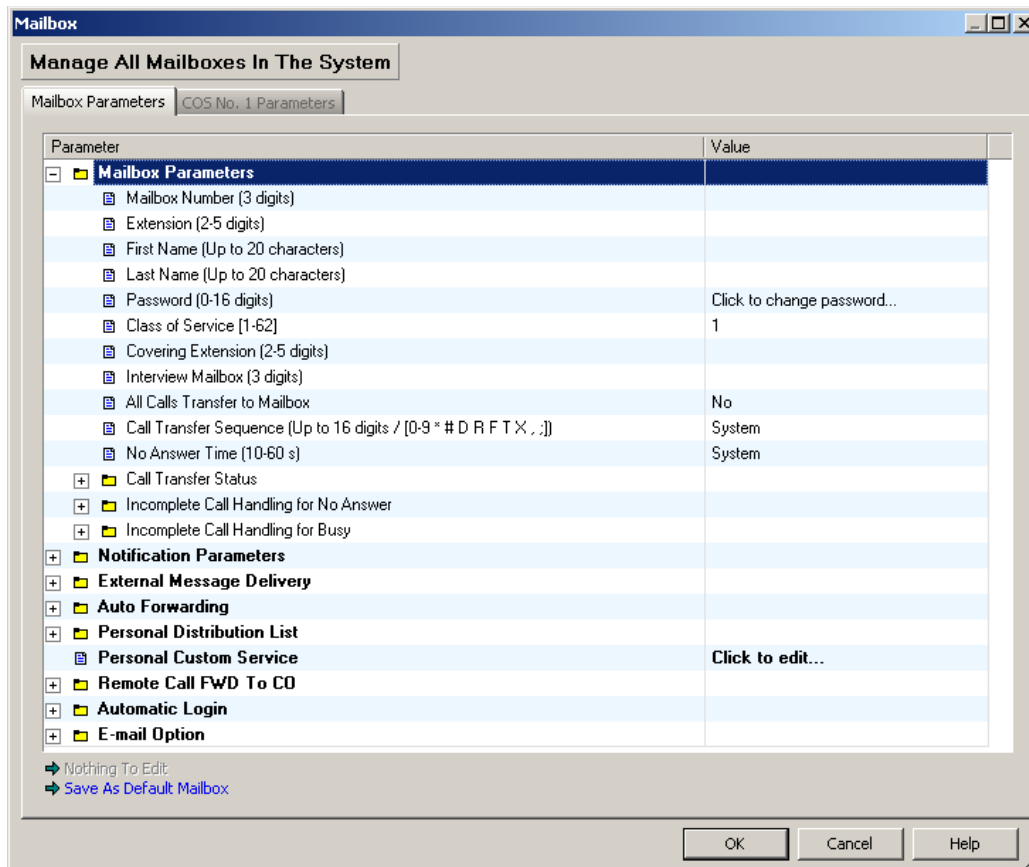 Mailbox
Manage All Mailboxes In The System
Mailbox Parameters COS No. 1 Parameters
Parameter Value
Mailbox Parameters
Mailbox Number (3 digits)
Extension (2-5 digits)
First Name (Up to 20 characters)
Last Name (Up to 20 characters)
Password (0-16 digits) Click to change password...
Class of Service [1-62] 1
Covering Extension (2-5 digits)
Interview Mailbox (3 digits)
All Calls Transfer to Mailbox No
Call Transfer Sequence (Up to 16 digits / [0-9 * # D R F T X , ;]) System
No Answer Time (10-60 s) System
Call Transfer Status
Incomplete Call Handling for No Answer
Incomplete Call Handling for Busy
Notification Parameters
External Message Delivery
Auto Forwarding
Personal Distribution List
Personal Custom Service Click to edit...
Remote Call FWD To CO
Automatic Login
E-mail Option
Nothing To Edit
Save As Default Mailbox
OK Cancel Help